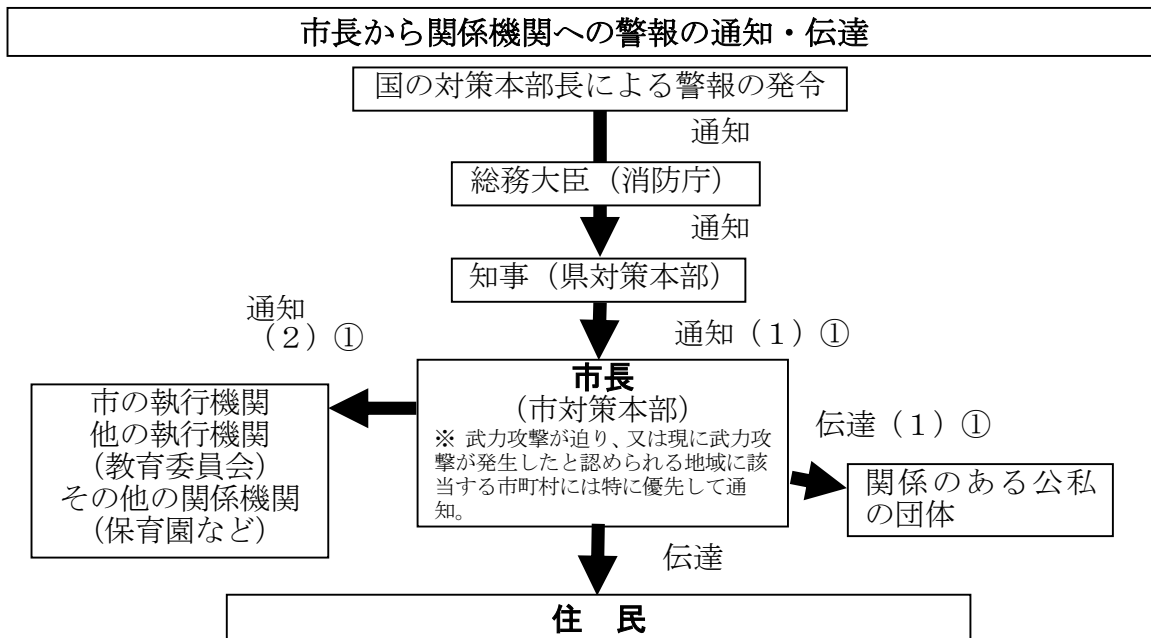 市長から関係機関への警報の通知・伝達
国の対策本部長による警報の発令
通知
総務大臣（消防庁）
通知
知事（県対策本部）
通知
（２）①
通知（１）①
市長
（市対策本部）
※ 武力攻撃が迫り、又は現に武力攻
撃が発生したと認められる地域に該
当する市町村には特に優先して通
知。
市の執行機関
他の執行機関
(教育委員会)
その他の関係機関
(保育園など)
伝達（１）①
関係のある公私
の団体
伝達
住　民